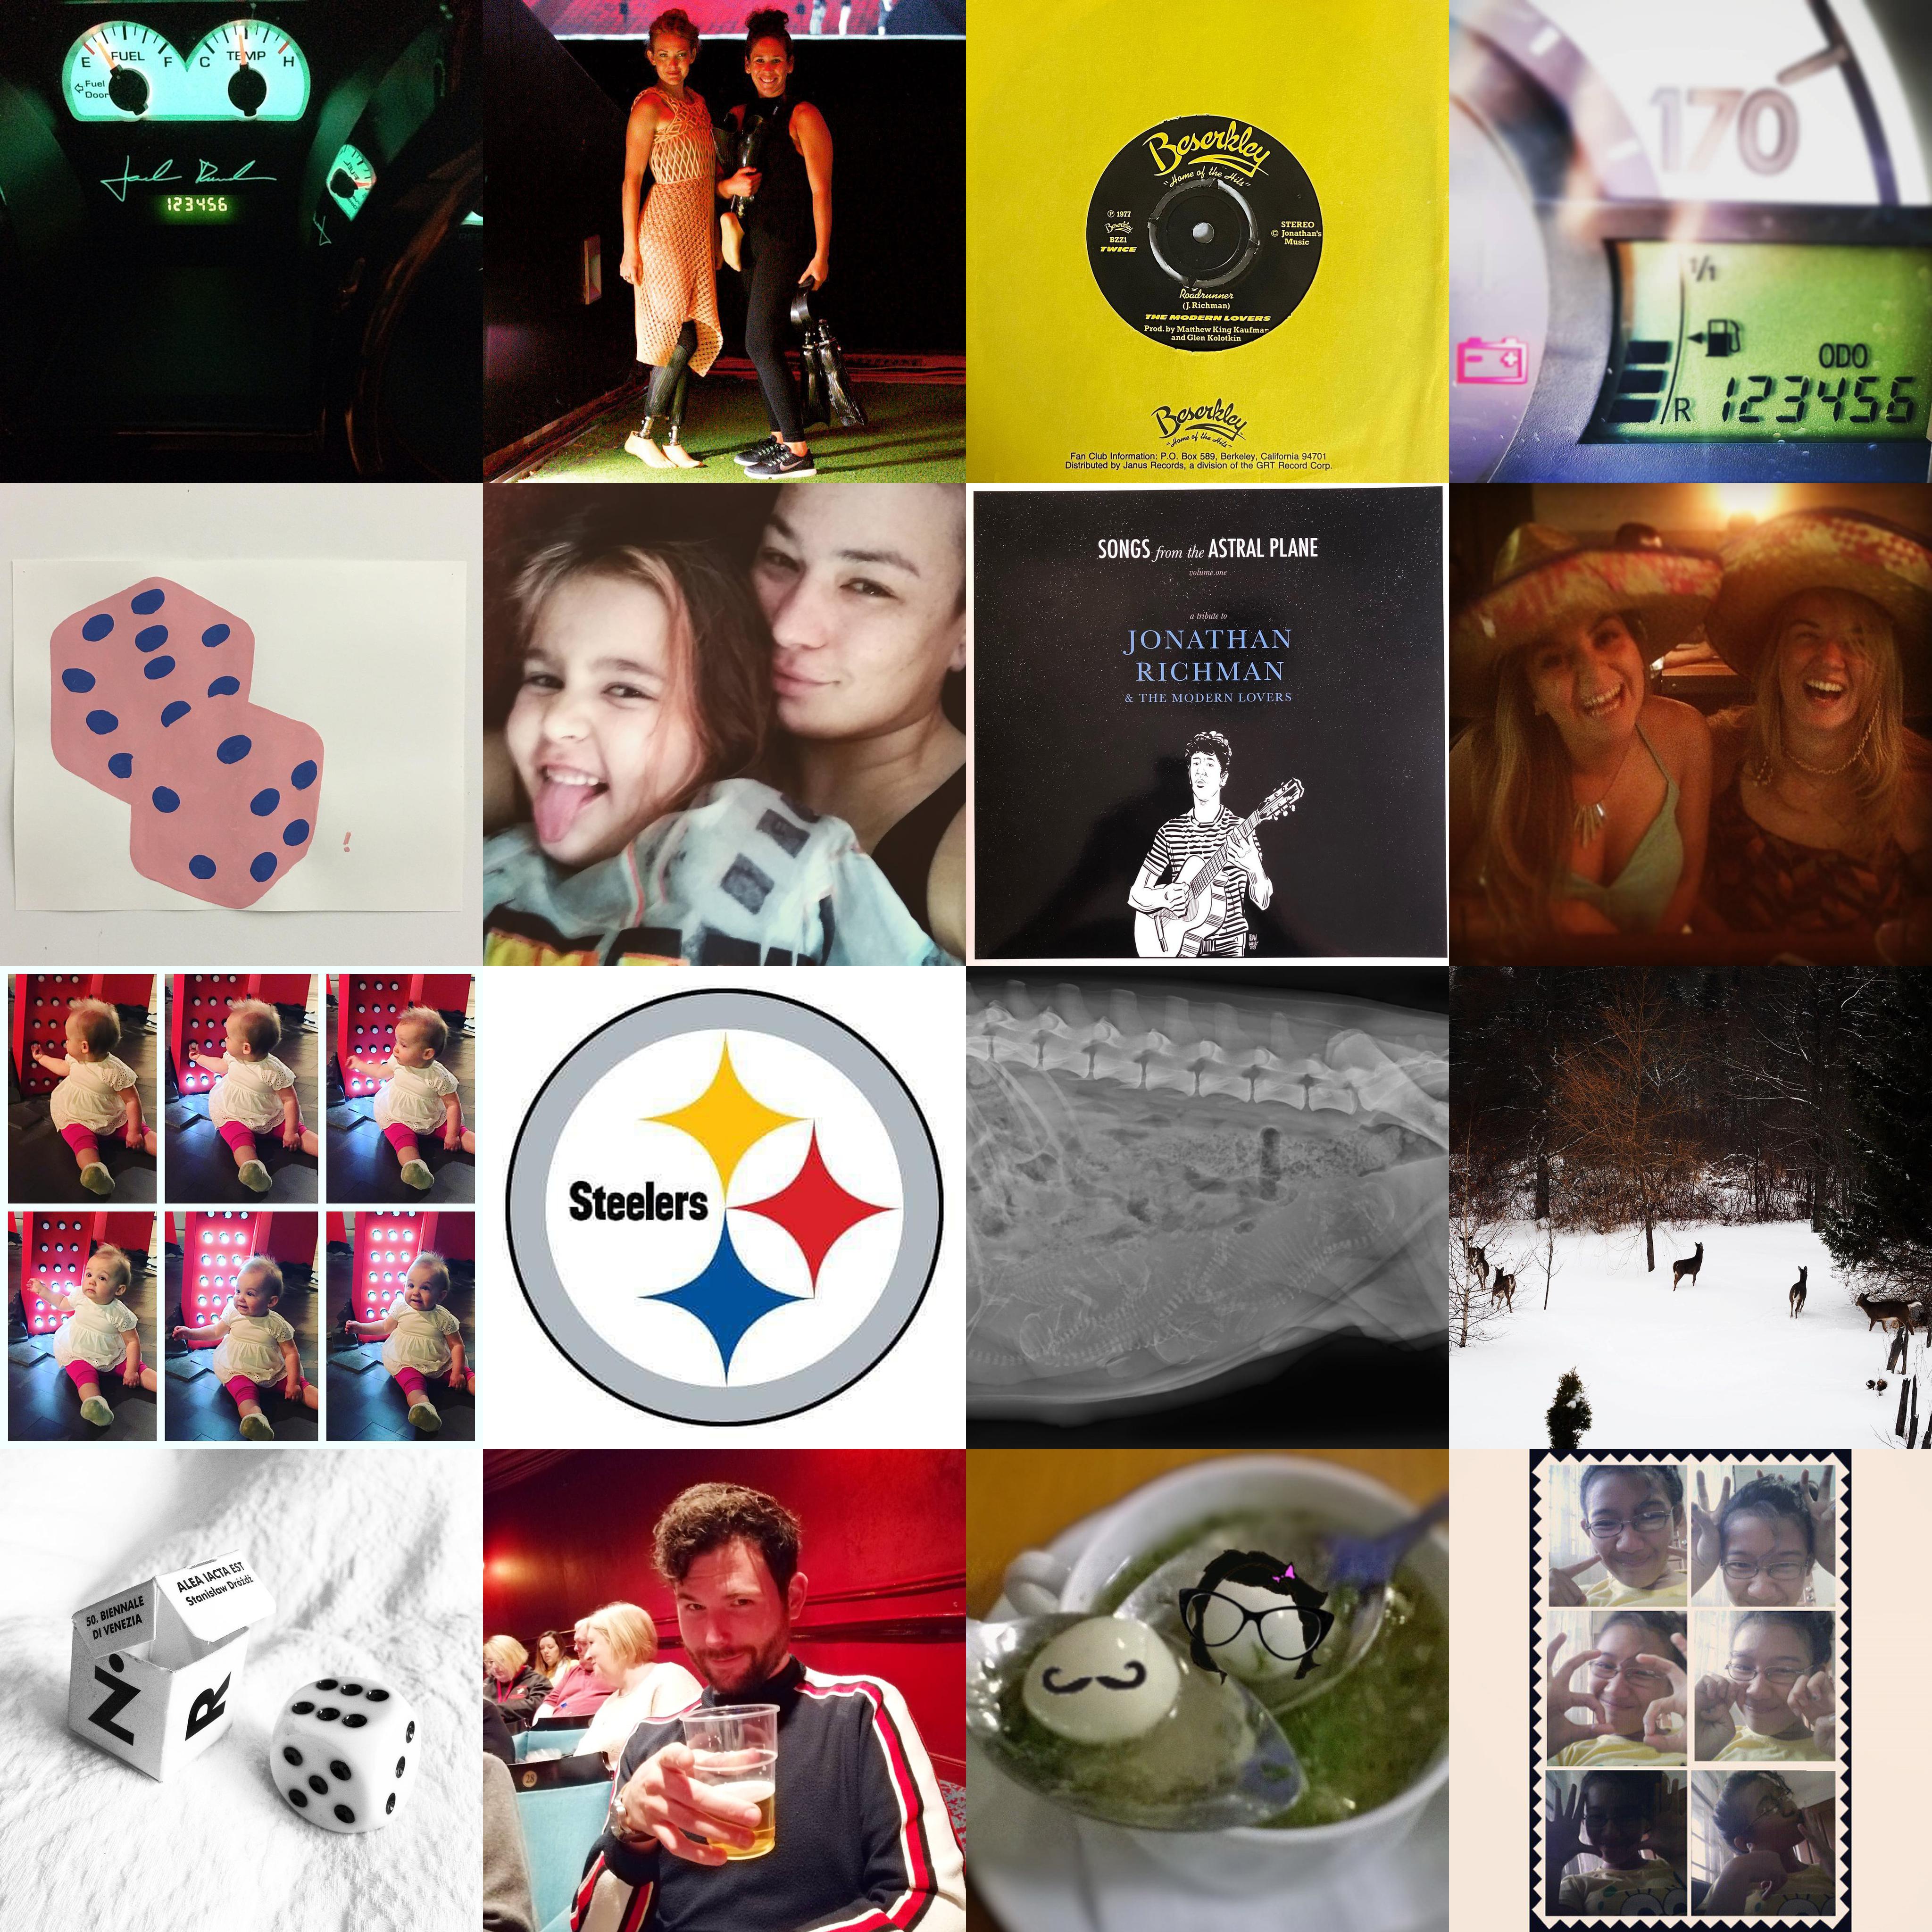 FUEL
TEMP
E
F
C
H
Fuel
Door
123456
Beserkley
"Home of the Hits"
℗ 1977
Beserkley
BZZ1
TWICE
STEREO
© Jonathan's
Music
Roadrunner
(J. Richman)
THE MODERN LOVERS
Prod. by Matthew King Kaufman
and Glen Kolotkin
Beserkley
"Home of the Hits"
Fan Club Information: P.O. Box 589, Berkeley, California 94701
Distributed by Janus Records, a division of the GRT Record Corp.
170
1/1
ODO
R 123456
!
SONGS from the ASTRAL PLANE
volume one
a tribute to
JONATHAN
RICHMAN
& THE MODERN LOVERS
Steelers
50. BIENNALE
DI VENEZIA
ALEA IACTA EST
Stanisław Dróżdż
N.
R
28